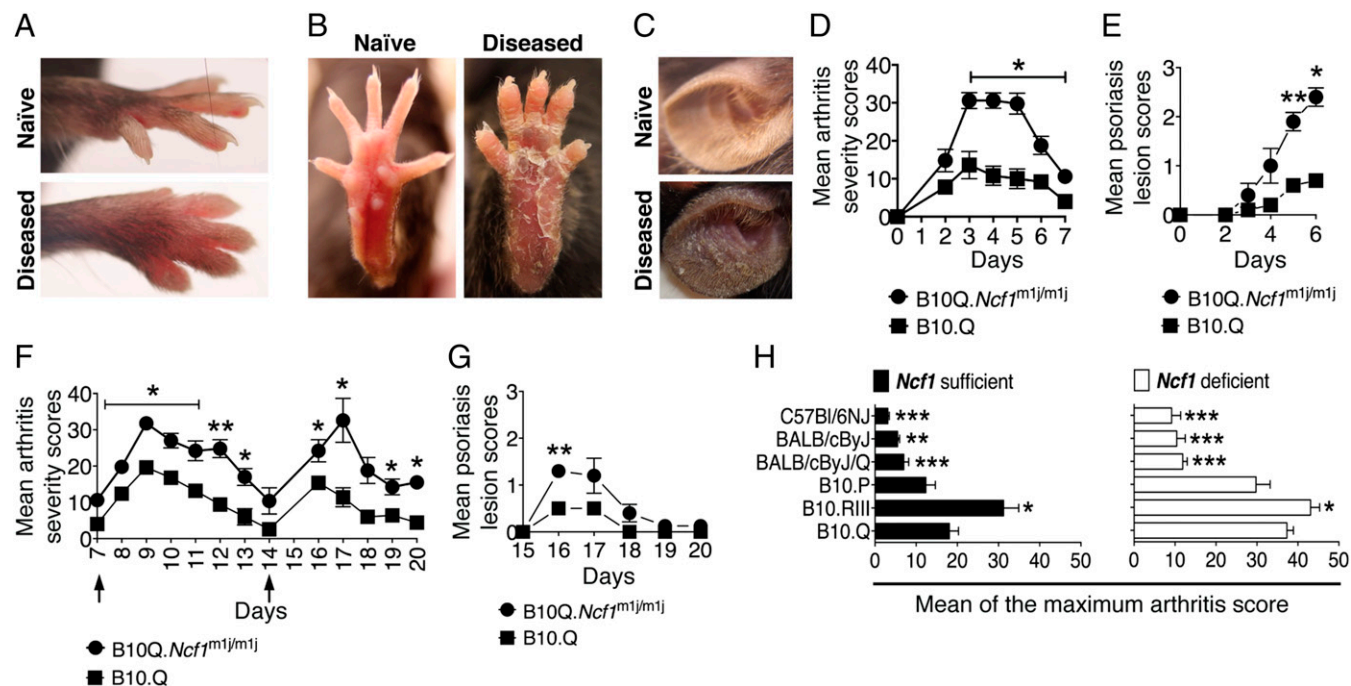 A
Naïve
Diseased
B
Naïve
Diseased
C
Naïve
Diseased
D
Mean arthritis
severity scores
40
30
20
10
0
*
0 1 2 3 4 5 6 7
Days
B10Q.Ncf1m1j/m1j
B10.Q
E
Mean psoriasis
lesion scores
3
2
1
0
** *
0 2 4 6
Days
B10Q.Ncf1m1j/m1j
B10.Q
F
Mean arthritis
severity scores
40
30
20
10
0
* ** * * * * *
7 8 9 10 11 12 13 14 15 16 17 18 19 20
Days
B10Q.Ncf1m1j/m1j
B10.Q
G
Mean psoriasis
lesion scores
3
2
1
0
**
15 16 17 18 19 20
Days
B10Q.Ncf1m1j/m1j
B10.Q
H
Ncf1 sufficient
Ncf1 deficient
C57Bl/6NJ *** ***
BALB/cByJ ** ***
BALB/cByJ/Q *** ***
B10.P
B10.RIII * *
B10.Q
0 10 20 30 40 50
0 10 20 30 40 50
Mean of the maximum arthritis score